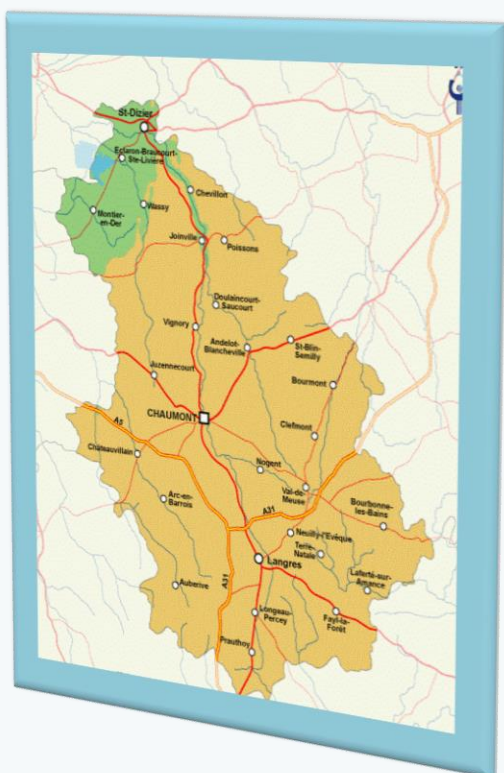 St-Dizier
Eclaron-Braucourt-
Ste-Livière
Chevillon
Montier-
en-Der
Wassy
Joinville
Poissons
Doulaincourt-
Saucourt
Vignory
Andelot-
Blancheville
St-Blin-
Semilly
Juzennecourt
Bourmont
CHAUMONT
A5
Clefmont
Châteauvillain
Nogent
Val-de-
Meuse
Arc-en-
Barrois
Bourbonne-
les-Bains
A31
Neuilly-l'Evêque
Terre-
Natale
Langres
Laferté-sur-
Amance
Auberive
A31
Longeau-
Percey
Fayl-la-
Forêt
Prauthoy